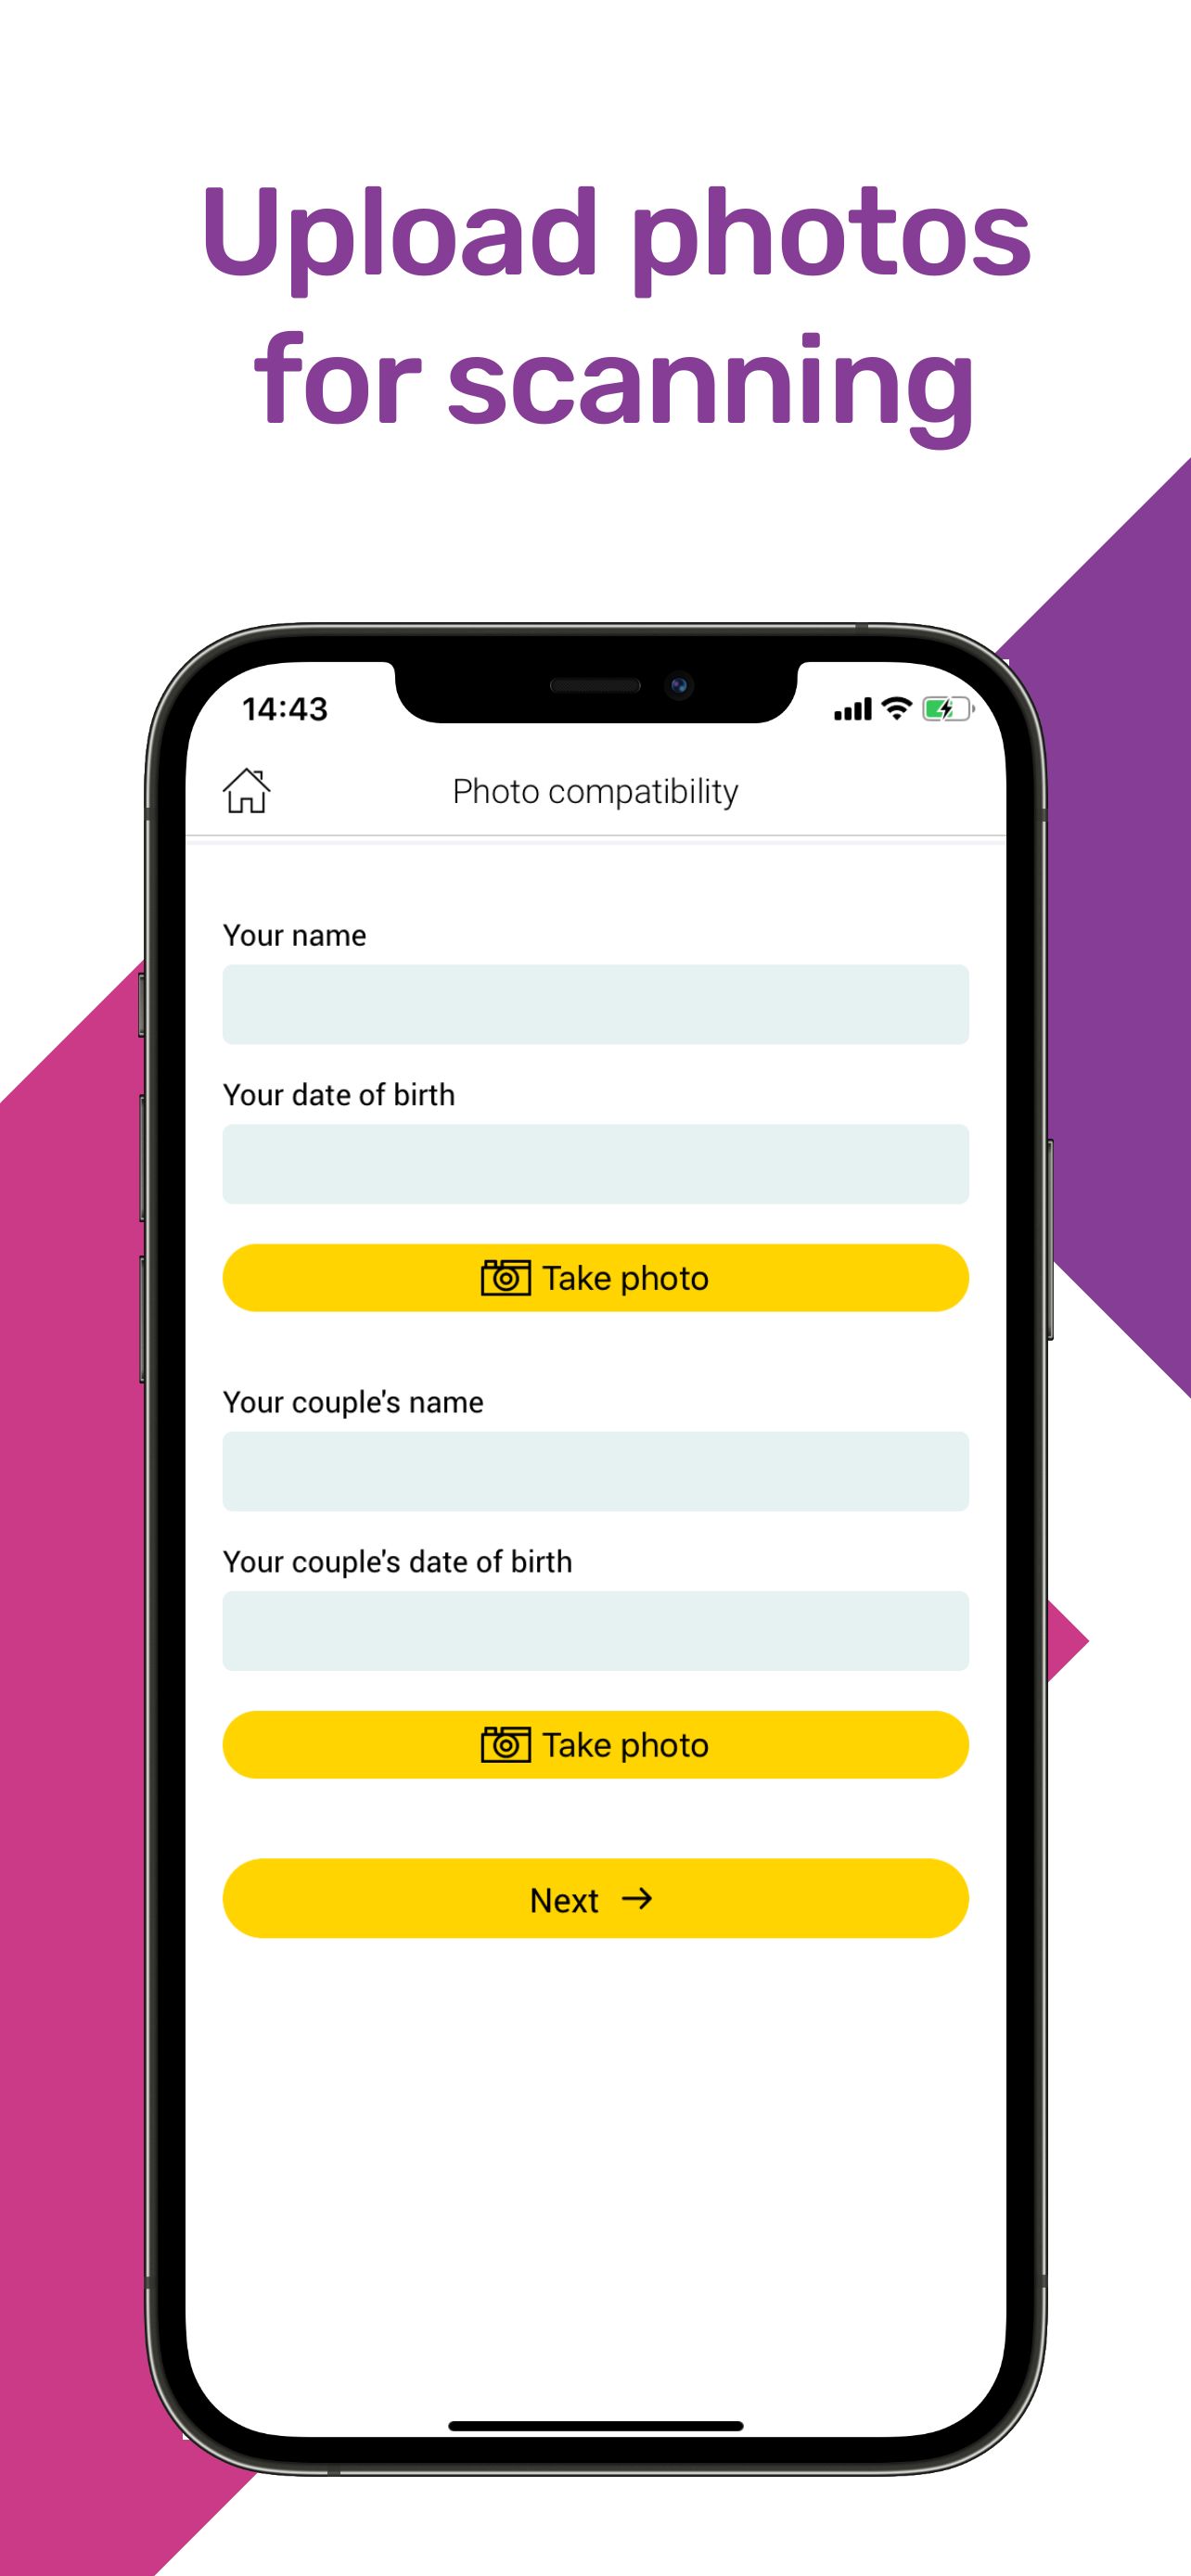 Upload photos
for scanning
14:43
Photo compatibility
Your name
Your date of birth
Take photo
Your couple's name
Your couple's date of birth
Take photo
Next →